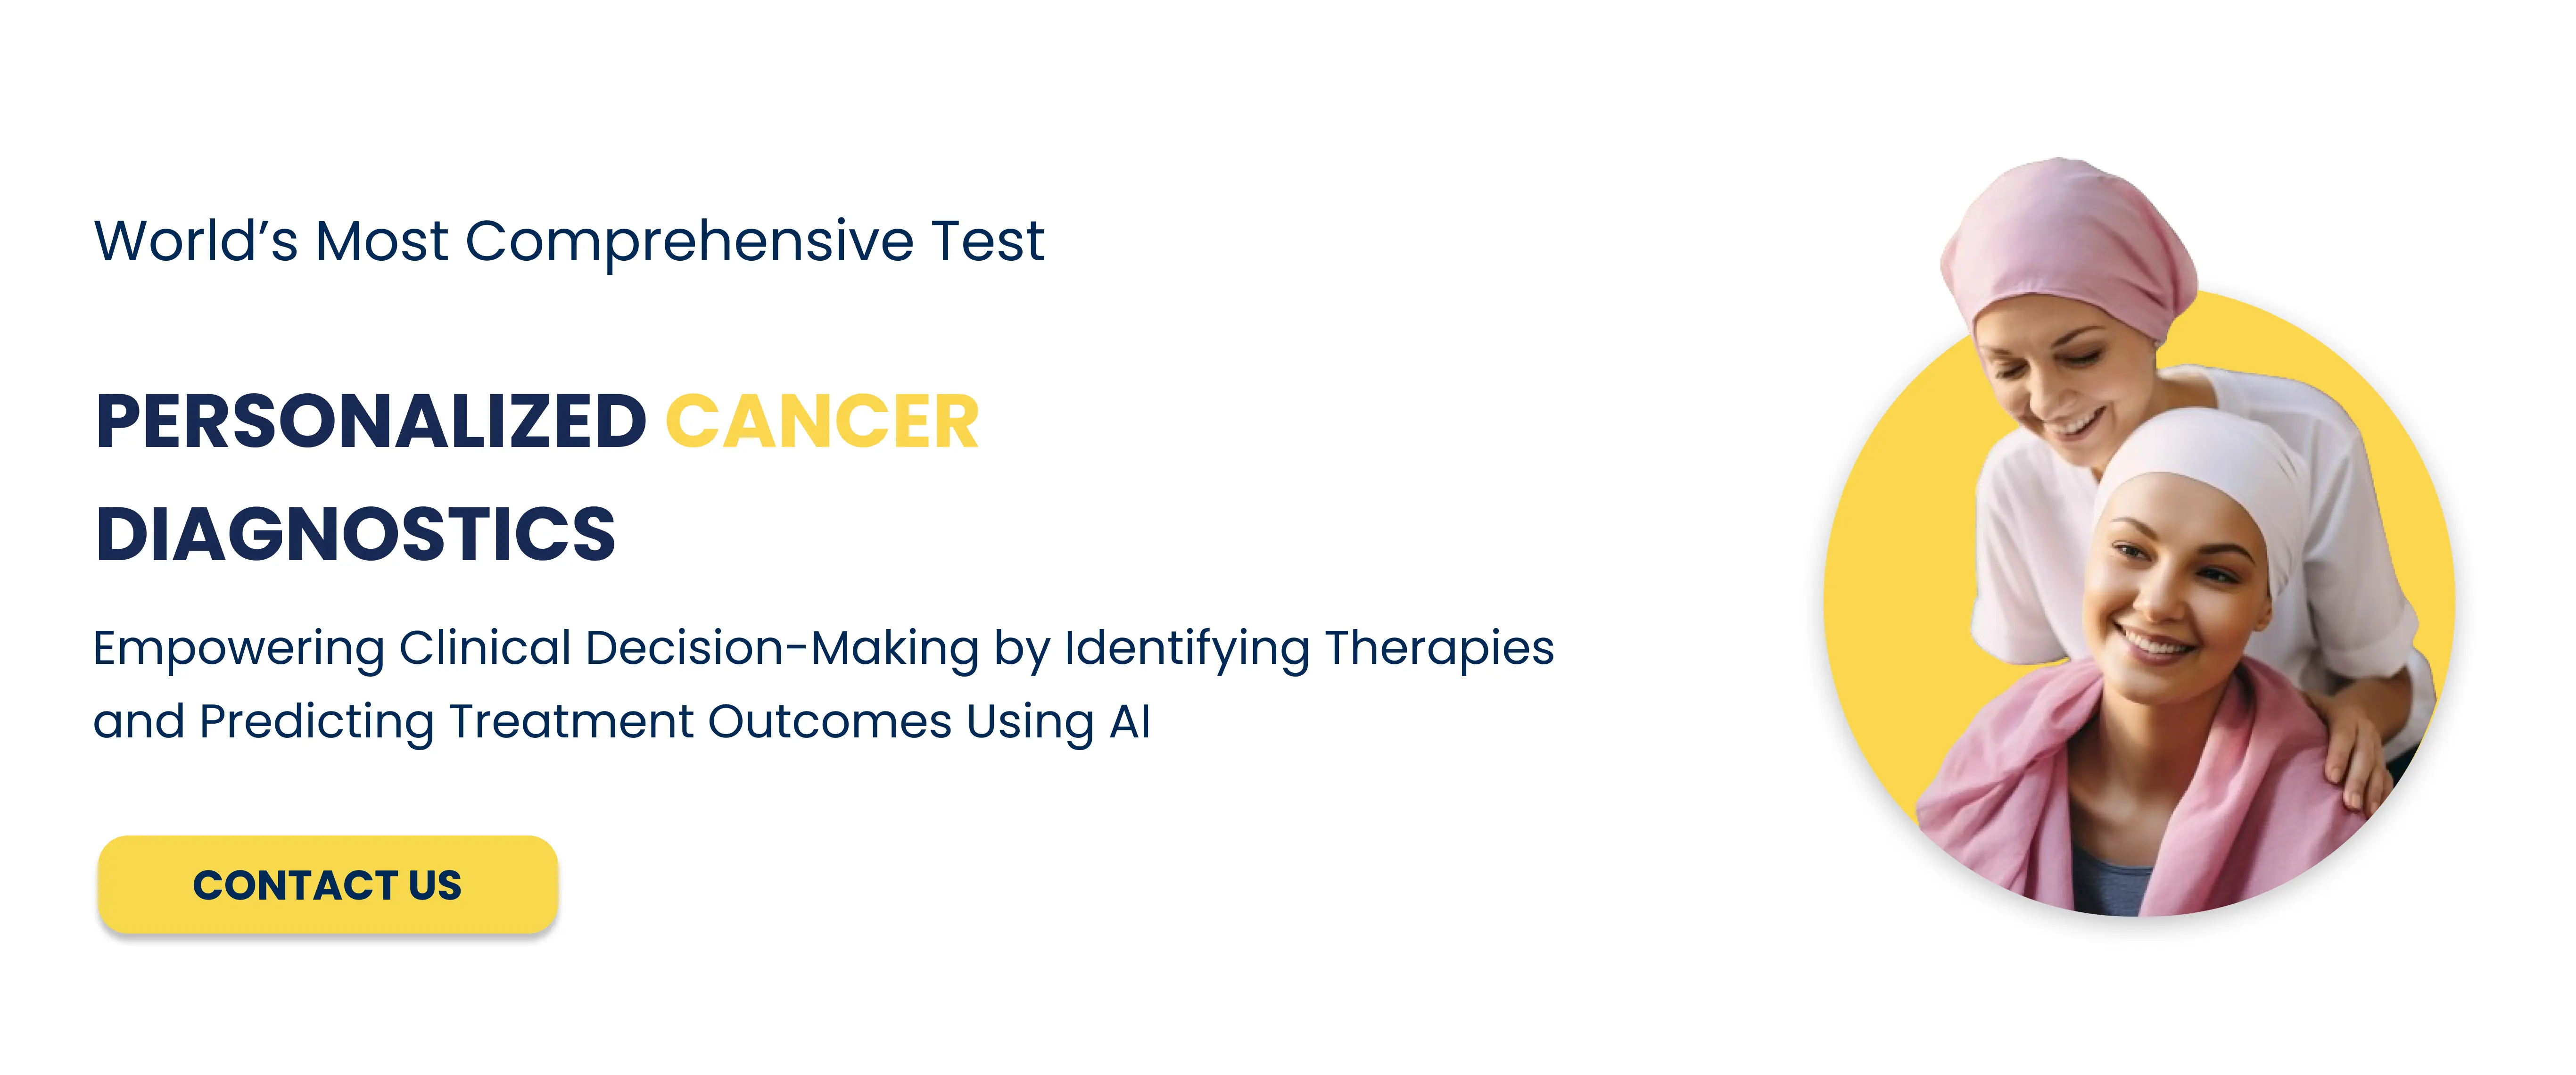 World’s Most Comprehensive Test
PERSONALIZED CANCER
DIAGNOSTICS
Empowering Clinical Decision-Making by Identifying Therapies
and Predicting Treatment Outcomes Using AI
CONTACT US